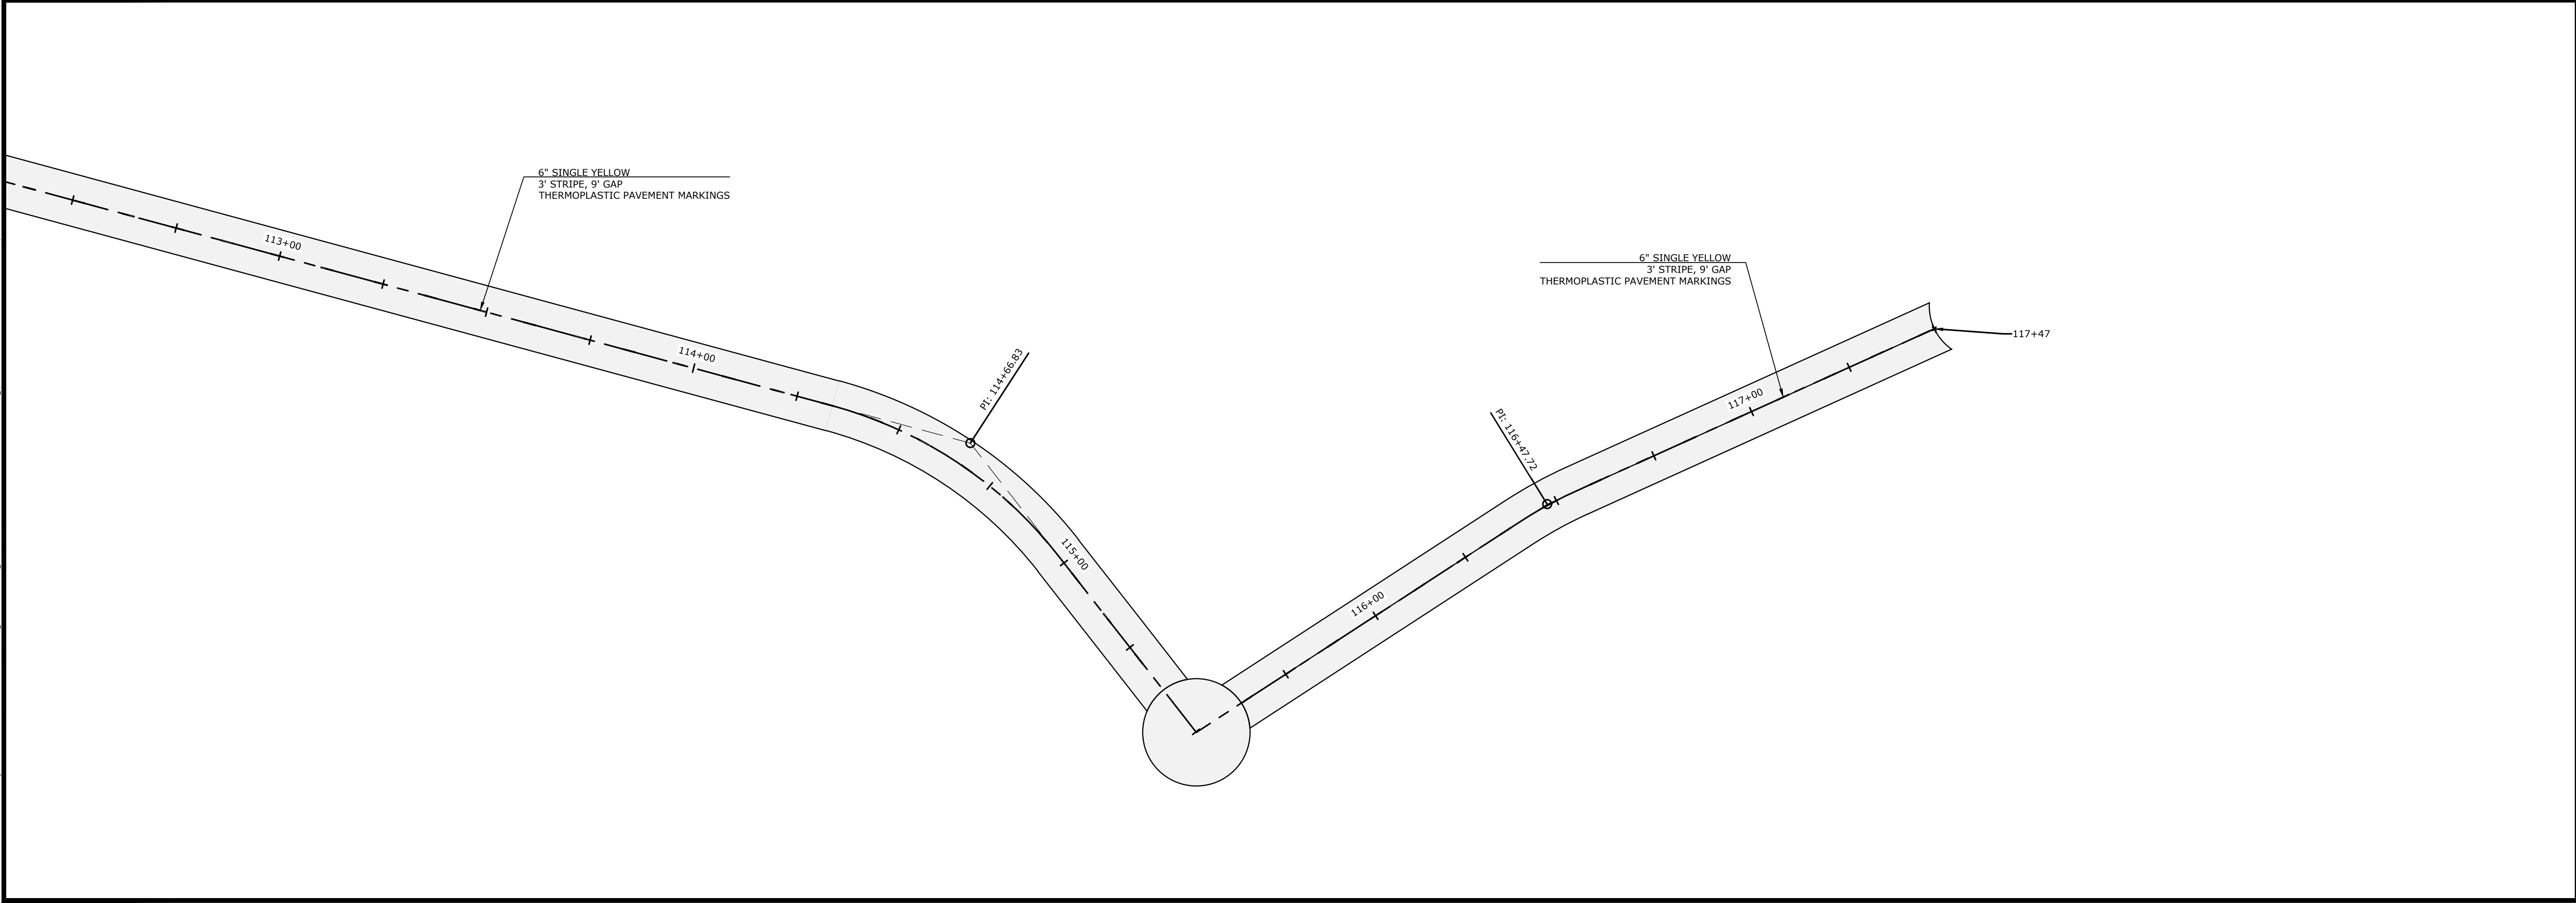 6" SINGLE YELLOW
3' STRIPE, 9' GAP
THERMOPLASTIC PAVEMENT MARKINGS
113+00
114+00
PI: 114+66.83
115+00
116+00
PI: 116+47.72
6" SINGLE YELLOW
3' STRIPE, 9' GAP
THERMOPLASTIC PAVEMENT MARKINGS
117+00
117+47